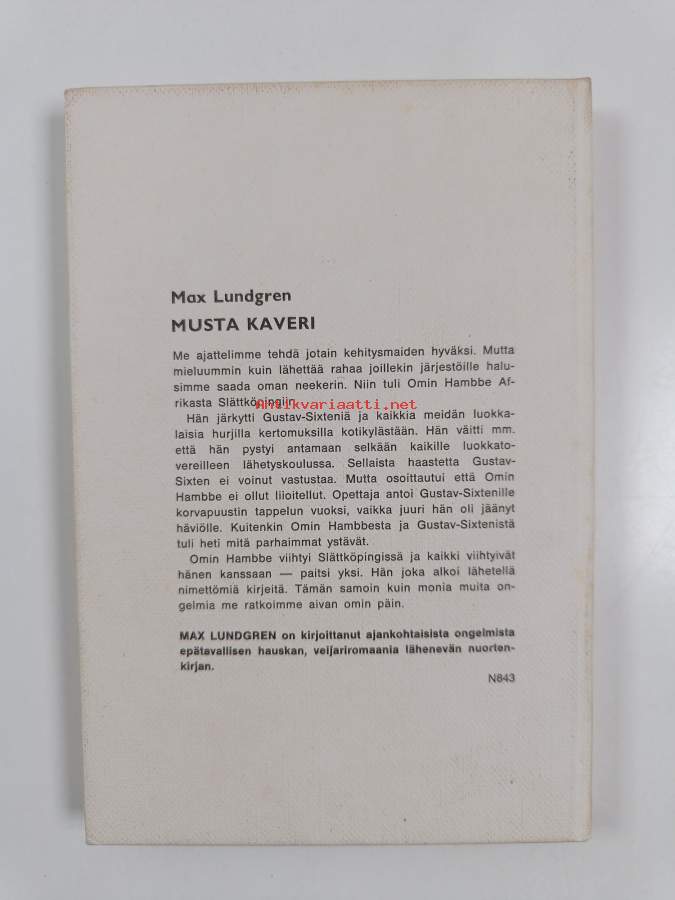 Max Lundgren
MUSTA KAVERI
Me ajattelimme tehdä jotain kehitysmaiden hyväksi. Mutta
mieluummin kuin lähettää rahaa joillekin järjestöille halu-
simme saada oman neekerin. Niin tuli Omin Hambbe Af-
rikasta Slättköpingiin.
Antikvariaatti.net
Hän järkytti Gustav-Sixteniä ja kaikkia meidän luokka-
laisia hurjilla kertomuksilla kotikylästään. Hän väitti mm.
että hän pystyi antamaan selkään kaikille luokkato-
vereilleen lähetyskoulussa. Sellaista haastetta Gustav-
Sixten ei voinut vastustaa. Mutta osoittautui että Omin
Hambbe ei ollut liioitellut. Opettaja antoi Gustav-Sixtenille
korvapuustin tappelun vuoksi, vaikka juuri hän oli jäänyt
häviölle. Kuitenkin Omin Hambbesta ja Gustav-Sixtenistä
tuli heti mitä parhaimmat ystävät.
Omin Hambbe viihtyi Slättköpingissä ja kaikki viihtyivät
hänen kanssaan — paitsi yksi. Hän joka alkoi lähetellä
nimettömiä kirjeitä. Tämän samoin kuin monia muita on-
gelmia me ratkoimme aivan omin päin.
MAX LUNDGREN on kirjoittanut ajankohtaisista ongelmista
epätavallisen hauskan, veijariromaania lähenevän nuorten-
kirjan.
N843